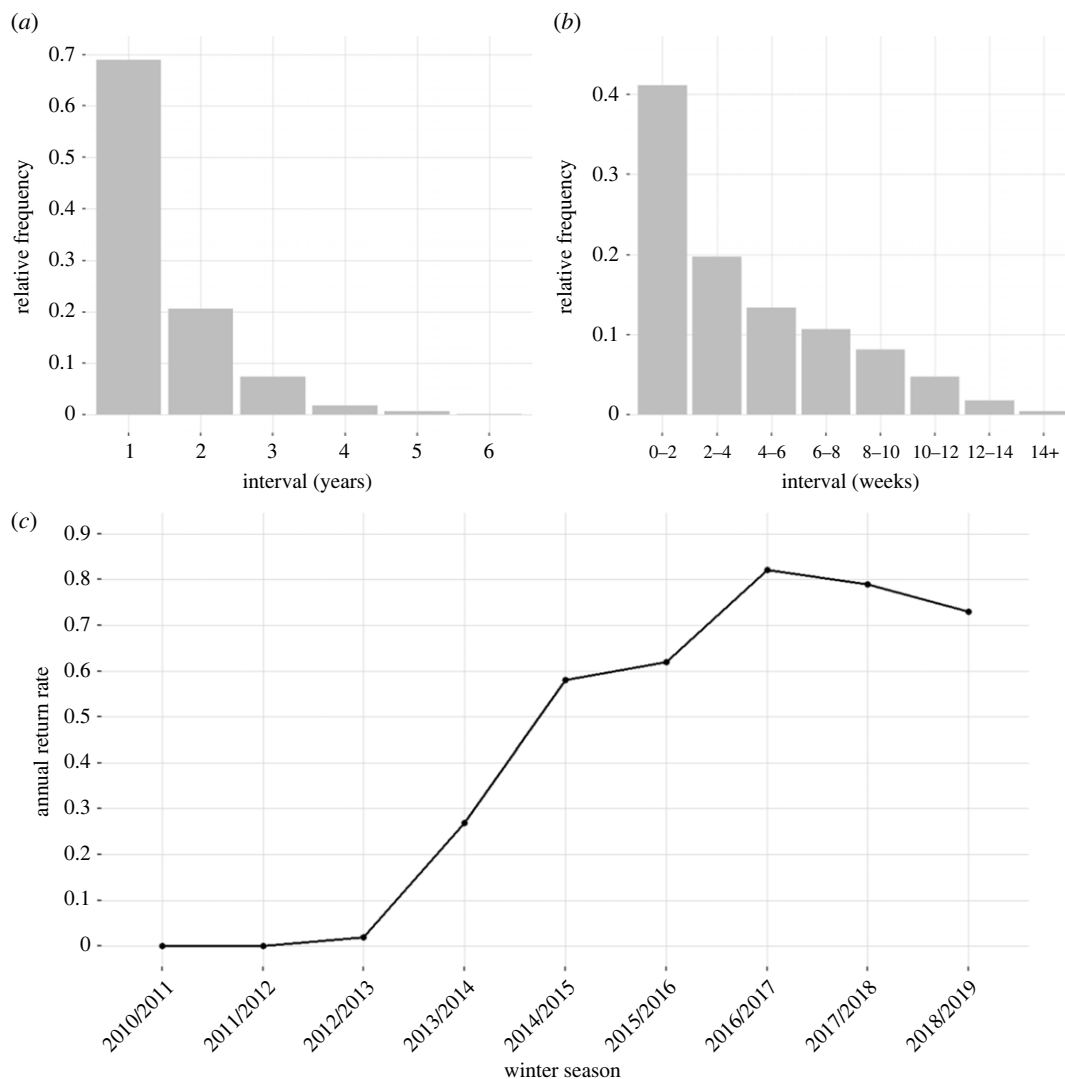 (a)
0.7
0.6
0.5
0.4
0.3
0.2
0.1
0
relative frequency
1 2 3 4 5 6
interval (years)
(b)
0.4
0.3
0.2
0.1
0
relative frequency
0–2 2–4 4–6 6–8 8–10 10–12 12–14 14+
interval (weeks)
(c)
0.9
0.8
0.7
0.6
0.5
0.4
0.3
0.2
0.1
0
annual return rate
2010/2011 2011/2012 2012/2013 2013/2014 2014/2015 2015/2016 2016/2017 2017/2018 2018/2019
winter season